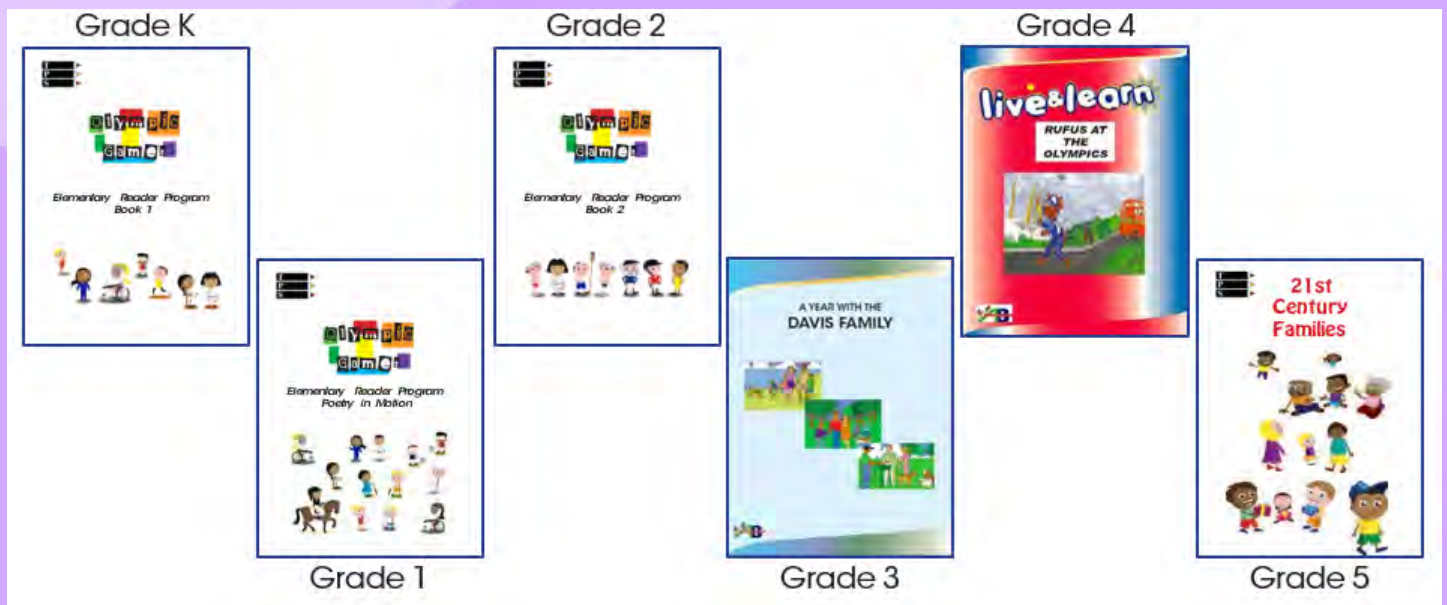 Grade K
Olympic
Games
Elementary Reader Program
Book 1
Grade 1
Olympic
Games
Elementary Reader Program
Poetry in Motion
Grade 2
Olympic
Games
Elementary Reader Program
Book 2
Grade 3
A YEAR WITH THE
DAVIS FAMILY
Grade 4
live&learn
RUFUS AT
THE
OLYMPICS
Grade 5
21st
Century
Families